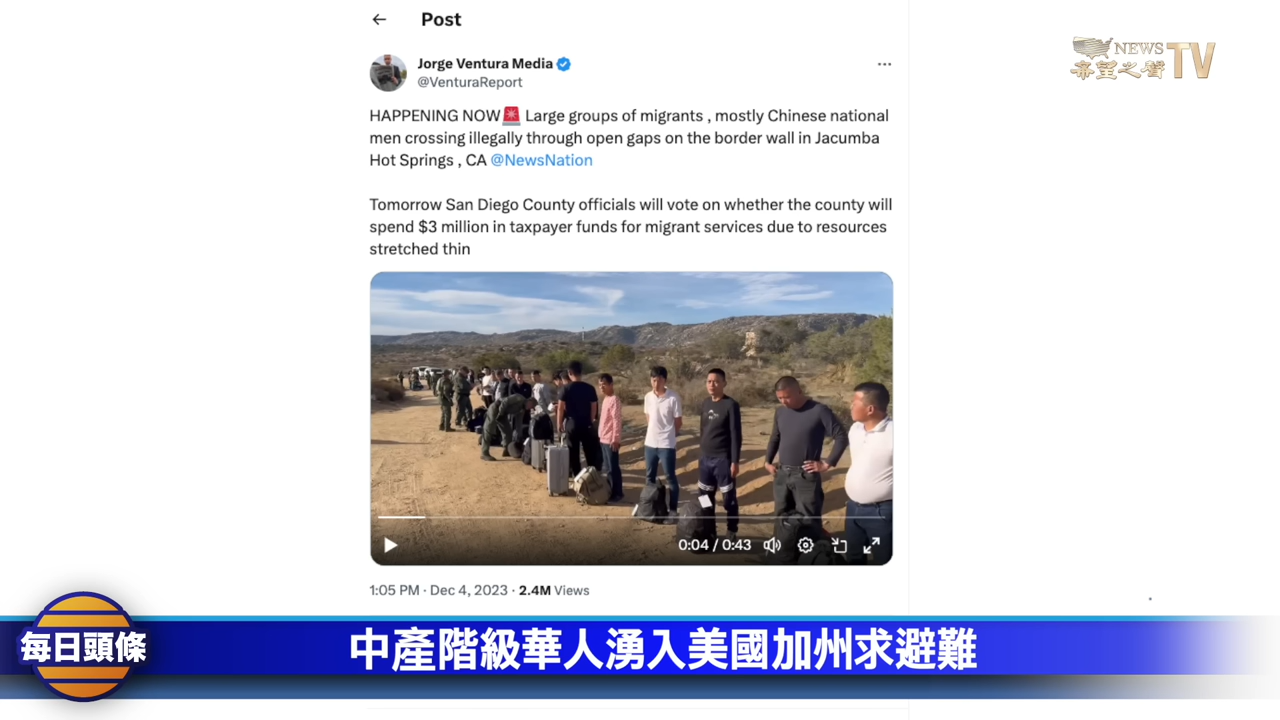 Post
Jorge Ventura Media
@VenturaReport
NEWS
希望之聲 TV
HAPPENING NOW🚨 Large groups of migrants , mostly Chinese national
men crossing illegally through open gaps on the border wall in Jacumba
Hot Springs , CA @NewsNation
Tomorrow San Diego County officials will vote on whether the county will
spend $3 million in taxpayer funds for migrant services due to resources
stretched thin
0:04 / 0:43
1:05 PM · Dec 4, 2023 · 2.4M Views
每日頭條
中產階級華人湧入美國加州求避難